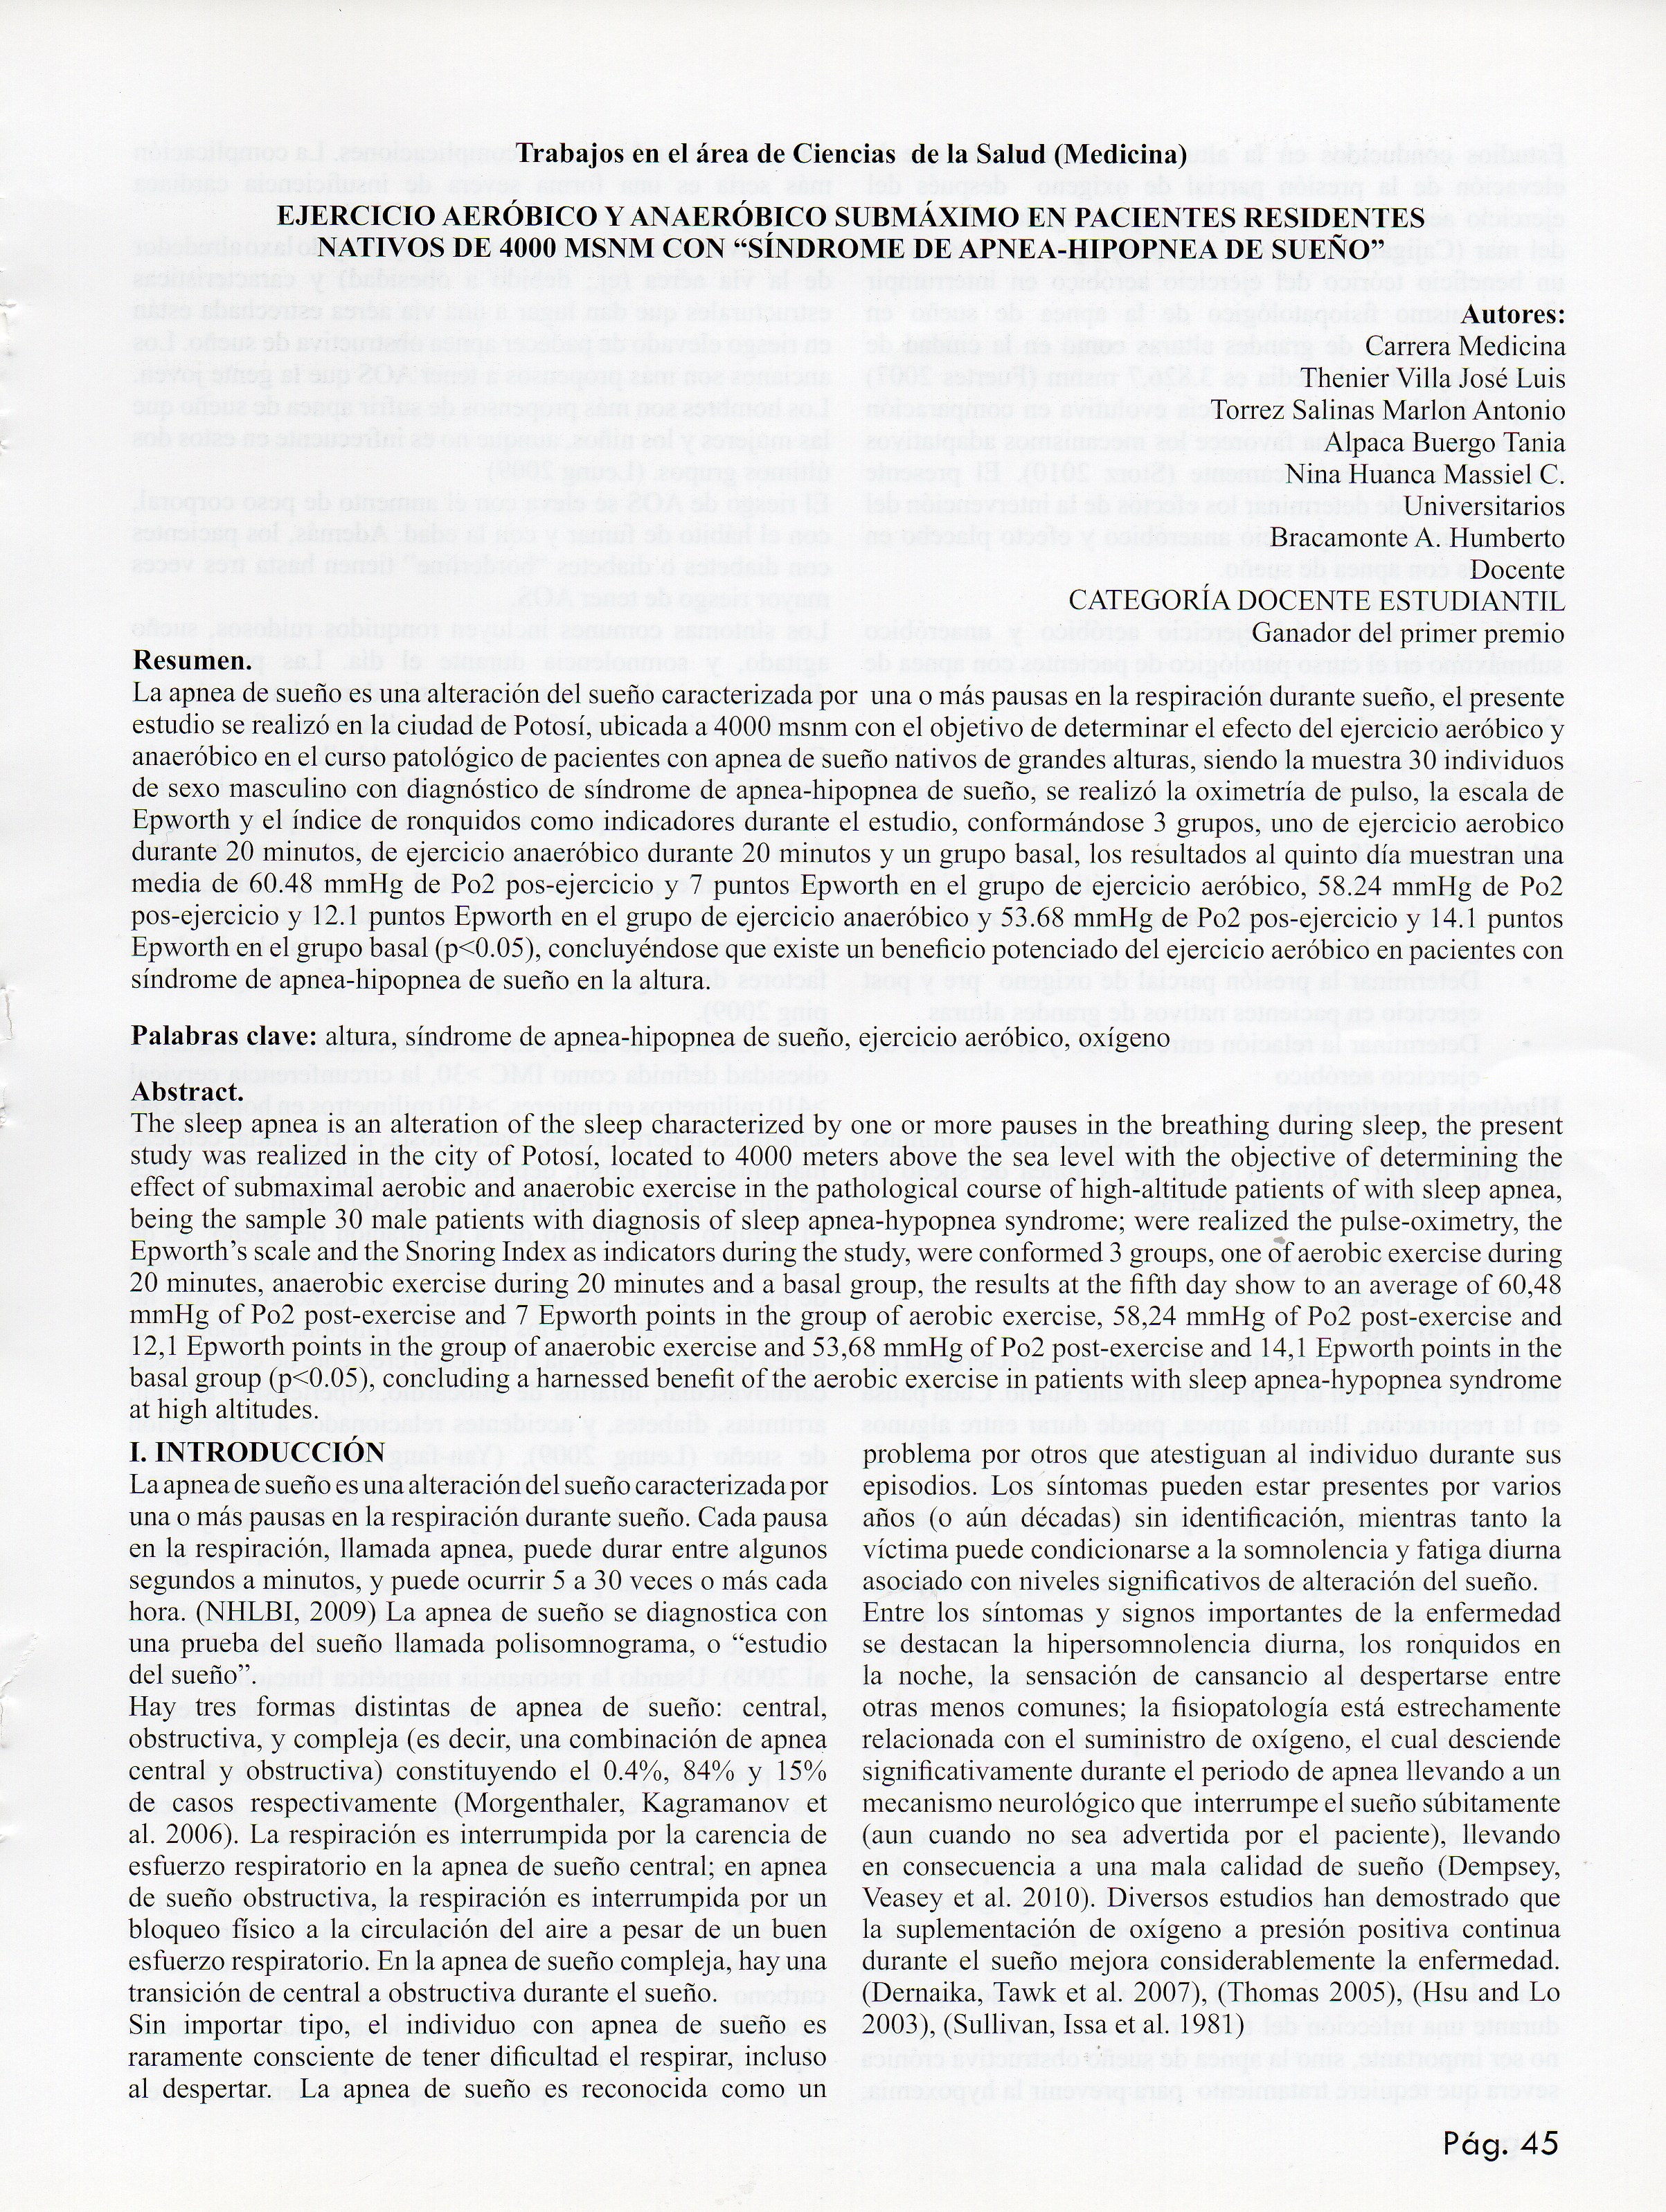 Trabajos en el área de Ciencias de la Salud (Medicina)
EJERCICIO AERÓBICO Y ANAERÓBICO SUBMÁXIMO EN PACIENTES RESIDENTES
NATIVOS DE 4000 MSNM CON “SÍNDROME DE APNEA-HIPOPNEA DE SUEÑO”
Autores:
Carrera Medicina
Thenier Villa José Luis
Torrez Salinas Marlon Antonio
Alpaca Buergo Tania
Nina Huanca Massiel C.
Universitarios
Bracamonte A. Humberto
Docente
CATEGORÍA DOCENTE ESTUDIANTIL
Ganador del primer premio
Resumen.
La apnea de sueño es una alteración del sueño caracterizada por una o más pausas en la respiración durante sueño, el presente
estudio se realizó en la ciudad de Potosí, ubicada a 4000 msnm con el objetivo de determinar el efecto del ejercicio aeróbico y
anaeróbico en el curso patológico de pacientes con apnea de sueño nativos de grandes alturas, siendo la muestra 30 individuos
de sexo masculino con diagnóstico de síndrome de apnea-hipopnea de sueño, se realizó la oximetría de pulso, la escala de
Epworth y el índice de ronquidos como indicadores durante el estudio, conformándose 3 grupos, uno de ejercicio aerobico
durante 20 minutos, de ejercicio anaeróbico durante 20 minutos y un grupo basal, los resultados al quinto día muestran una
media de 60.48 mmHg de Po2 pos-ejercicio y 7 puntos Epworth en el grupo de ejercicio aeróbico, 58.24 mmHg de Po2
pos-ejercicio y 12.1 puntos Epworth en el grupo de ejercicio anaeróbico y 53.68 mmHg de Po2 pos-ejercicio y 14.1 puntos
Epworth en el grupo basal (p<0.05), concluyéndose que existe un beneficio potenciado del ejercicio aeróbico en pacientes con
síndrome de apnea-hipopnea de sueño en la altura.
Palabras clave: altura, síndrome de apnea-hipopnea de sueño, ejercicio aeróbico, oxígeno
Abstract.
The sleep apnea is an alteration of the sleep characterized by one or more pauses in the breathing during sleep, the present
study was realized in the city of Potosí, located to 4000 meters above the sea level with the objective of determining the
effect of submaximal aerobic and anaerobic exercise in the pathological course of high-altitude patients of with sleep apnea,
being the sample 30 male patients with diagnosis of sleep apnea-hypopnea syndrome; were realized the pulse-oximetry, the
Epworth’s scale and the Snoring Index as indicators during the study, were conformed 3 groups, one of aerobic exercise during
20 minutes, anaerobic exercise during 20 minutes and a basal group, the results at the fifth day show to an average of 60,48
mmHg of Po2 post-exercise and 7 Epworth points in the group of aerobic exercise, 58,24 mmHg of Po2 post-exercise and
12,1 Epworth points in the group of anaerobic exercise and 53,68 mmHg of Po2 post-exercise and 14,1 Epworth points in the
basal group (p<0.05), concluding a harnessed benefit of the aerobic exercise in patients with sleep apnea-hypopnea syndrome
at high altitudes.
I. INTRODUCCIÓN
La apnea de sueño es una alteración del sueño caracterizada por
una o más pausas en la respiración durante sueño. Cada pausa
en la respiración, llamada apnea, puede durar entre algunos
segundos a minutos, y puede ocurrir 5 a 30 veces o más cada
hora. (NHLBI, 2009) La apnea de sueño se diagnostica con
una prueba del sueño llamada polisomnograma, o “estudio
del sueño”.
Hay tres formas distintas de apnea de sueño: central,
obstructiva, y compleja (es decir, una combinación de apnea
central y obstructiva) constituyendo el 0.4%, 84% y 15%
de casos respectivamente (Morgenthaler, Kagramanov et
al. 2006). La respiración es interrumpida por la carencia de
esfuerzo respiratorio en la apnea de sueño central; en apnea
de sueño obstructiva, la respiración es interrumpida por un
bloqueo físico a la circulación del aire a pesar de un buen
esfuerzo respiratorio. En la apnea de sueño compleja, hay una
transición de central a obstructiva durante el sueño.
Sin importar tipo, el individuo con apnea de sueño es
raramente consciente de tener dificultad el respirar, incluso
al despertar. La apnea de sueño es reconocida como un
problema por otros que atestiguan al individuo durante sus
episodios. Los síntomas pueden estar presentes por varios
años (o aún décadas) sin identificación, mientras tanto la
víctima puede condicionarse a la somnolencia y fatiga diurna
asociado con niveles significativos de alteración del sueño.
Entre los síntomas y signos importantes de la enfermedad
se destacan la hipersomnolencia diurna, los ronquidos en
la noche, la sensación de cansancio al despertarse entre
otras menos comunes; la fisiopatología está estrechamente
relacionada con el suministro de oxígeno, el cual desciende
significativamente durante el periodo de apnea llevando a un
mecanismo neurológico que interrumpe el sueño súbitamente
(aun cuando no sea advertida por el paciente), llevando
en consecuencia a una mala calidad de sueño (Dempsey,
Veasey et al. 2010). Diversos estudios han demostrado que
la suplementación de oxígeno a presión positiva continua
durante el sueño mejora considerablemente la enfermedad.
(Dernaika, Tawk et al. 2007), (Thomas 2005), (Hsu and Lo
2003), (Sullivan, Issa et al. 1981)
Pág. 45